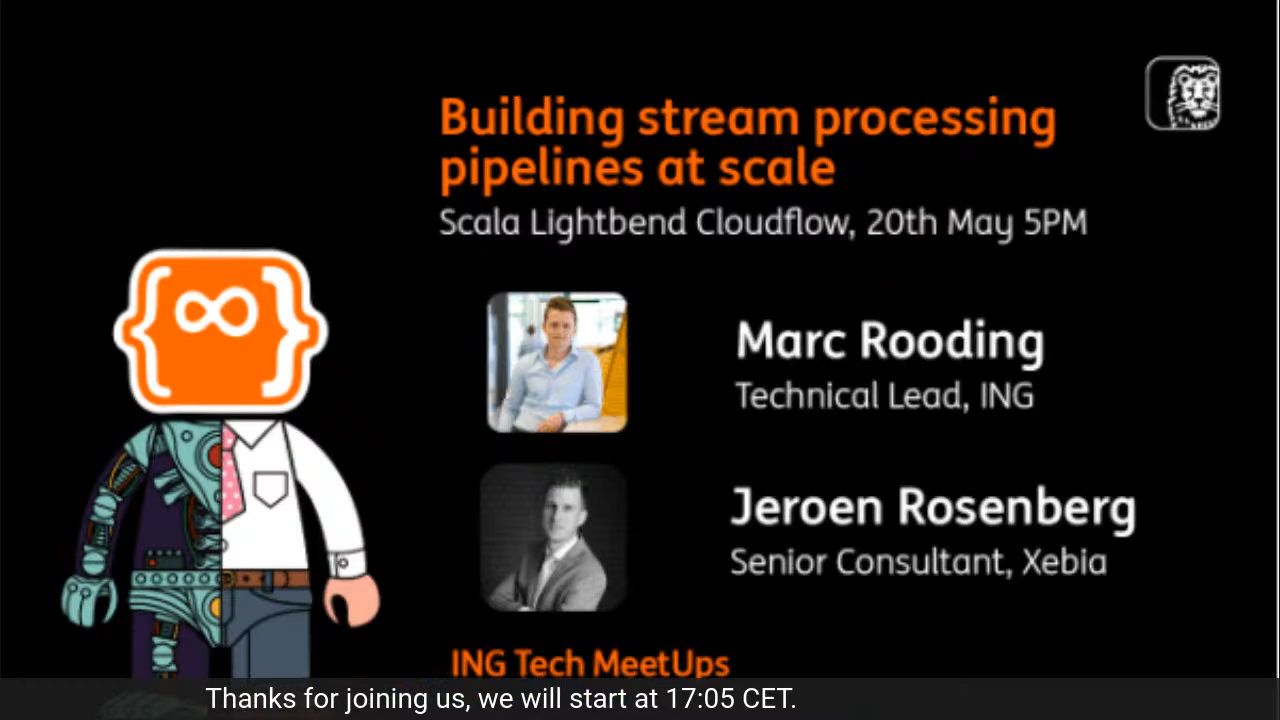 Building stream processing
pipelines at scale
Scala Lightbend Cloudflow, 20th May 5PM
Marc Rooding
Technical Lead, ING
Jeroen Rosenberg
Senior Consultant, Xebia
ING Tech MeetUps
Thanks for joining us, we will start at 17:05 CET.